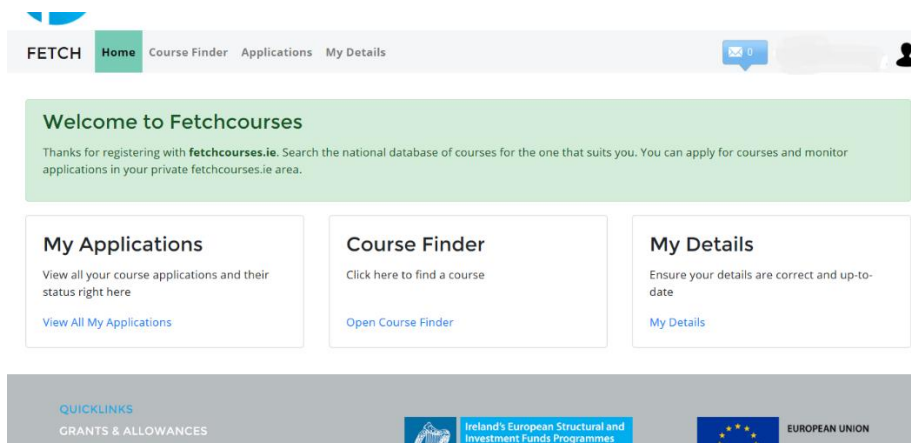 FETCH Home Course Finder Applications My Details 0
Welcome to Fetchcourses
Thanks for registering with fetchcourses.ie. Search the national database of courses for the one that suits you. You can apply for courses and monitor
applications in your private fetchcourses.ie area.
My Applications
View all your course applications and their
status right here
View All My Applications
Course Finder
Click here to find a course
Open Course Finder
My Details
Ensure your details are correct and up-to-
date
My Details
QUICKLINKS
GRANTS & ALLOWANCES
Ireland's European Structural and
Investment Funds Programmes
EUROPEAN UNION